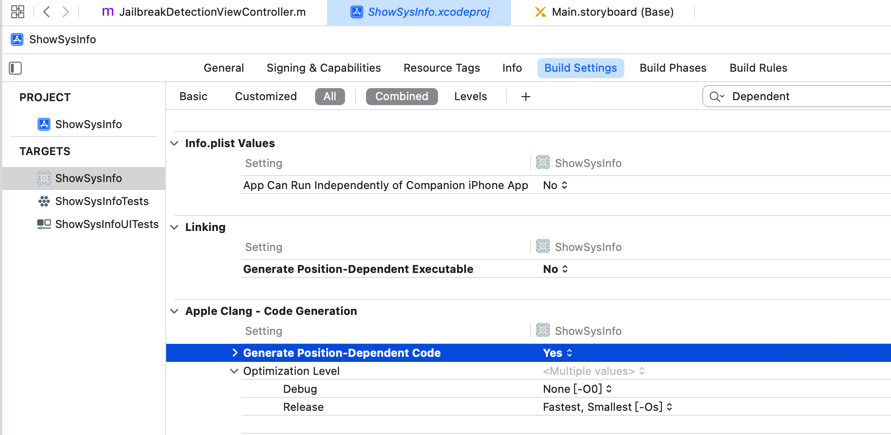 JailbreakDetectionViewController.m ShowSysInfo.xcodeproj Main.storyboard (Base)
ShowSysInfo
General Signing & Capabilities Resource Tags Info Build Settings Build Phases Build Rules
PROJECT
ShowSysInfo
TARGETS
ShowSysInfo
ShowSysInfoTests
ShowSysInfoUITests
Basic Customized All Combined Levels + Dependent
Info.plist Values
Setting ShowSysInfo
App Can Run Independently of Companion iPhone App No
Linking
Setting ShowSysInfo
Generate Position-Dependent Executable No
Apple Clang - Code Generation
Setting ShowSysInfo
Generate Position-Dependent Code Yes
Optimization Level <Multiple values>
Debug None [-O0]
Release Fastest, Smallest [-Os]